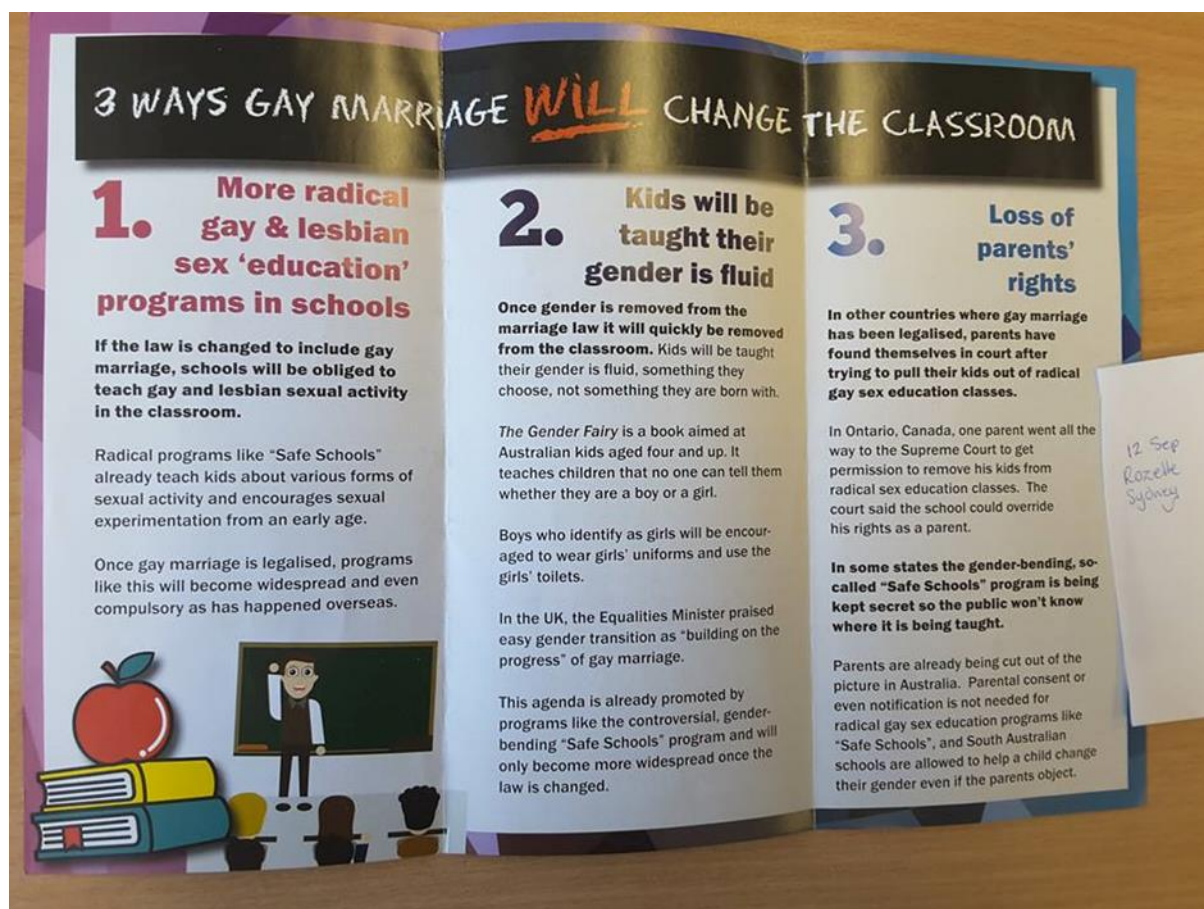 3 WAYS GAY MARRIAGE WILL CHANGE THE CLASSROOM
1.
More radical
gay & lesbian
sex ‘education’
programs in schools
If the law is changed to include gay
marriage, schools will be obliged to
teach gay and lesbian sexual activity
in the classroom.
Radical programs like “Safe Schools”
already teach kids about various forms of
sexual activity and encourages sexual
experimentation from an early age.
Once gay marriage is legalised, programs
like this will become widespread and even
compulsory as has happened overseas.
2.
Kids will be
taught their
gender is fluid
Once gender is removed from the
marriage law it will quickly be removed
from the classroom. Kids will be taught
their gender is fluid, something they
choose, not something they are born with.
The Gender Fairy is a book aimed at
Australian kids aged four and up. It
teaches children that no one can tell them
whether they are a boy or a girl.
Boys who identify as girls will be encour-
aged to wear girls’ uniforms and use the
girls’ toilets.
In the UK, the Equalities Minister praised
easy gender transition as “building on the
progress” of gay marriage.
This agenda is already promoted by
programs like the controversial, gender-
bending “Safe Schools” program and will
only become more widespread once the
law is changed.
3.
Loss of
parents’
rights
In other countries where gay marriage
has been legalised, parents have
found themselves in court after
trying to pull their kids out of radical
gay sex education classes.
In Ontario, Canada, one parent went all the
way to the Supreme Court to get
permission to remove his kids from
radical sex education classes. The
court said the school could override
his rights as a parent.
In some states the gender-bending, so-
called “Safe Schools” program is being
kept secret so the public won’t know
where it is being taught.
Parents are already being cut out of the
picture in Australia. Parental consent or
even notification is not needed for
radical gay sex education programs like
“Safe Schools”, and South Australian
schools are allowed to help a child change
their gender even if the parents object.
12 Sep
Rozelle
Sydney